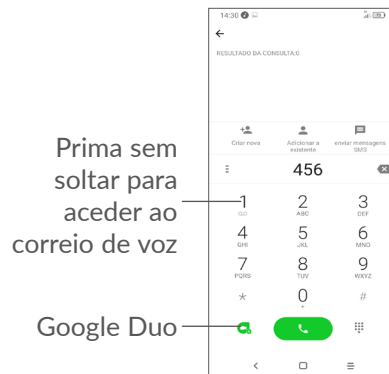 14:30
RESULTADO DA CONSULTA:0
Criar nova
Adicionar a existente
enviar mensagens SMS
Prima sem
soltar para
aceder ao
correio de voz
456
1
2 ABC
3 DEF
4 GHI
5 JKL
6 MNO
7 PQRS
8 TUV
9 WXYZ
*
0 +
#
Google Duo